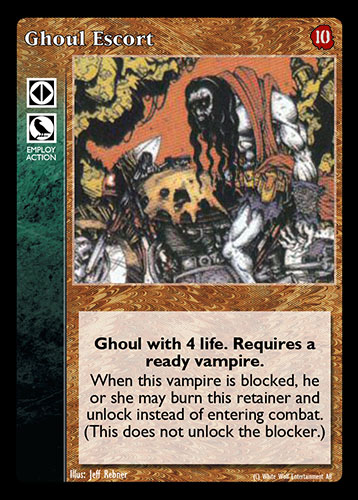 Ghoul Escort
10
EMPLOY
ACTION
Ghoul with 4 life. Requires a
ready vampire.
When this vampire is blocked, he
or she may burn this retainer and
unlock instead of entering combat.
(This does not unlock the blocker.)
Illus: Jeff Rebner
(C) White Wolf Entertainment AB